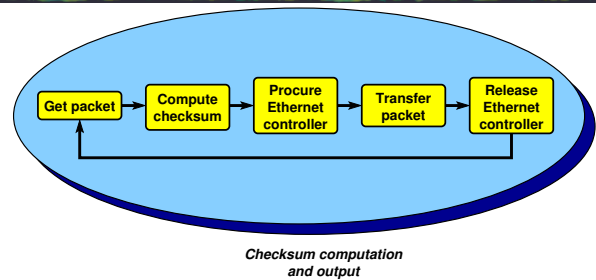 Get packet
Compute
checksum
Procure
Ethernet
controller
Transfer
packet
Release
Ethernet
controller
Checksum computation
and output